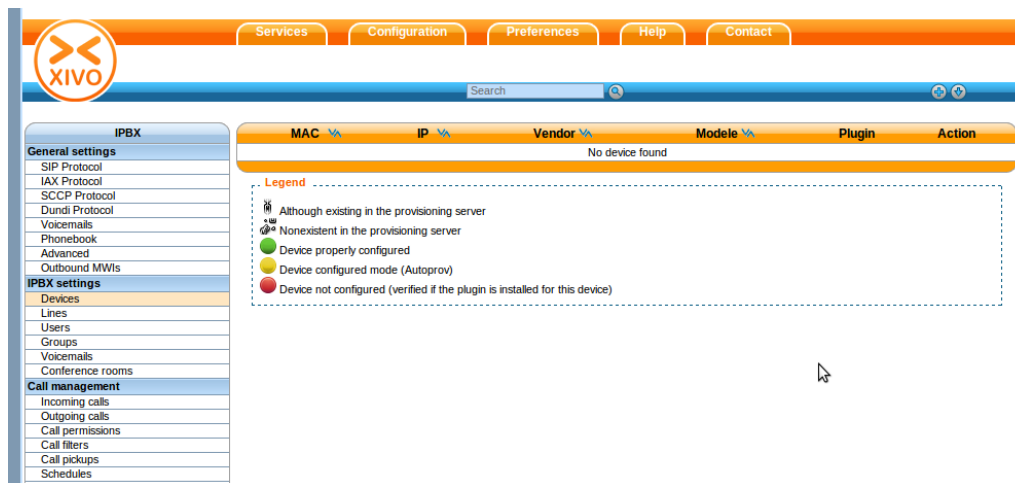 Services Configuration Preferences Help Contact
XIVO
Search
IPBX
General settings
SIP Protocol
IAX Protocol
SCCP Protocol
Dundi Protocol
Voicemails
Phonebook
Advanced
Outbound MWIs
IPBX settings
Devices
Lines
Users
Groups
Voicemails
Conference rooms
Call management
Incoming calls
Outgoing calls
Call permissions
Call filters
Call pickups
Schedules
MAC IP Vendor Modele Plugin Action
No device found
Legend
Although existing in the provisioning server
Nonexistent in the provisioning server
Device properly configured
Device configured mode (Autoprov)
Device not configured (verified if the plugin is installed for this device)